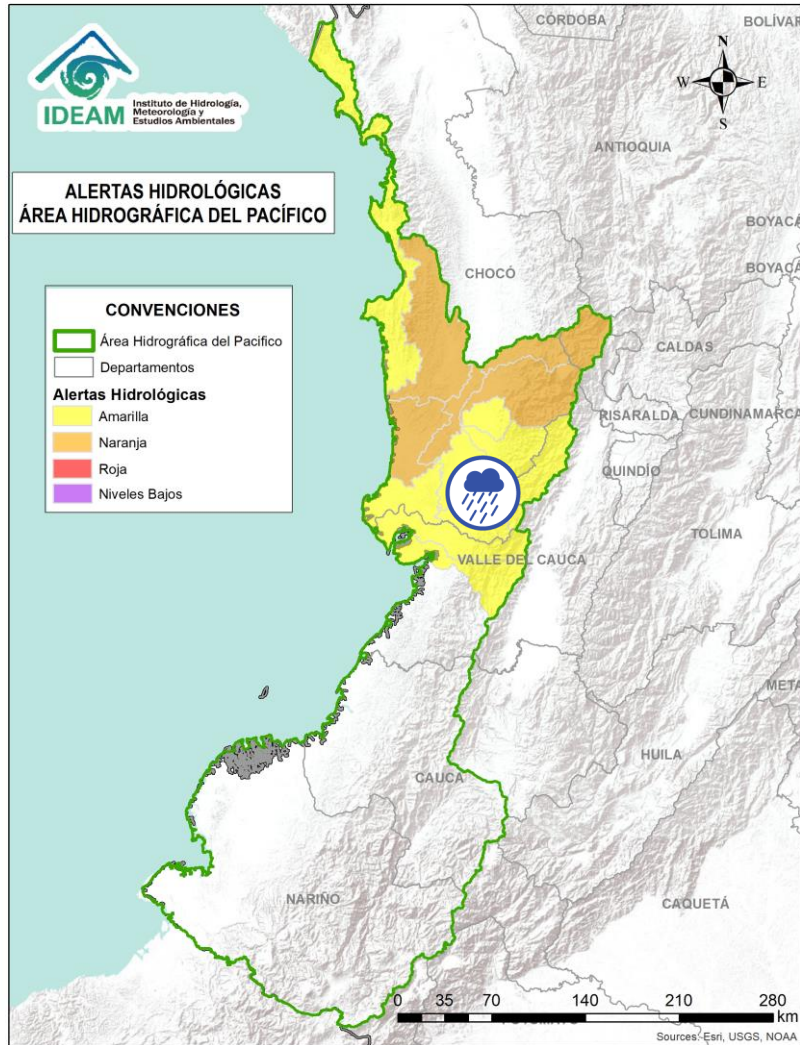 IDEAM
Instituto de Hidrología,
Meteorología y
Estudios Ambientales
ALERTAS HIDROLÓGICAS
ÁREA HIDROGRÁFICA DEL PACÍFICO
CONVENCIONES
Área Hidrográfica del Pacifico
Departamentos
Alertas Hidrológicas
Amarilla
Naranja
Roja
Niveles Bajos
N
W E
S
CÓRDOBA
BOLÍVAR
ANTIOQUIA
BOYACÁ
BOYACÁ
CHOCÓ
CALDAS
RISARALDA
CUNDINAMARCA
QUINDÍO
TOLIMA
VALLE DEL CAUCA
META
HUILA
CAUCA
NARIÑO
CAQUETÁ
0 35 70 140 210 280
km
Sources: Esri, USGS, NOAA